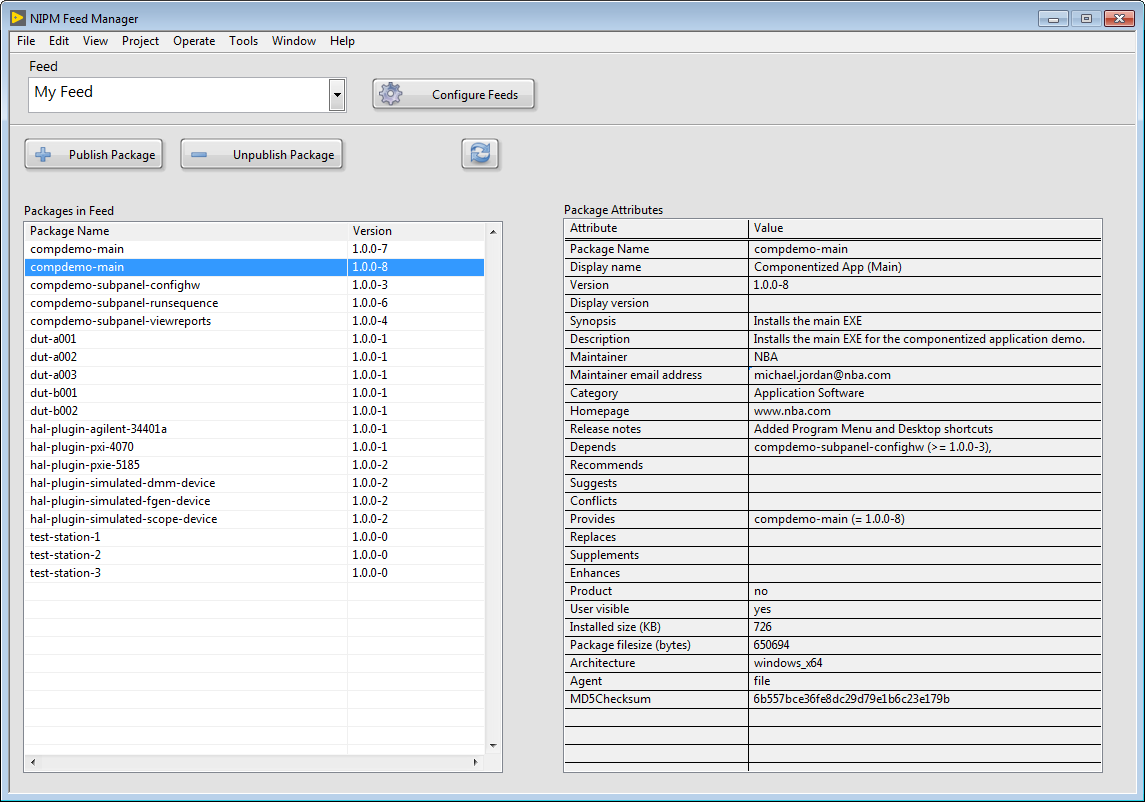 NIPM Feed Manager
File Edit View Project Operate Tools Window Help
Feed
My Feed
Configure Feeds
Publish Package Unpublish Package
Packages in Feed
Package Name Version
compdemo-main 1.0.0-7
compdemo-main 1.0.0-8
compdemo-subpanel-confighw 1.0.0-3
compdemo-subpanel-runsequence 1.0.0-6
compdemo-subpanel-viewreports 1.0.0-4
dut-a001 1.0.0-1
dut-a002 1.0.0-1
dut-a003 1.0.0-1
dut-b001 1.0.0-1
dut-b002 1.0.0-1
hal-plugin-agilent-34401a 1.0.0-1
hal-plugin-pxi-4070 1.0.0-1
hal-plugin-pxie-5185 1.0.0-2
hal-plugin-simulated-dmm-device 1.0.0-2
hal-plugin-simulated-fgen-device 1.0.0-2
hal-plugin-simulated-scope-device 1.0.0-2
test-station-1 1.0.0-0
test-station-2 1.0.0-0
test-station-3 1.0.0-0
Package Attributes
Attribute Value
Package Name compdemo-main
Display name Componentized App (Main)
Version 1.0.0-8
Display version
Synopsis Installs the main EXE
Description Installs the main EXE for the componentized application demo.
Maintainer NBA
Maintainer email address michael.jordan@nba.com
Category Application Software
Homepage www.nba.com
Release notes Added Program Menu and Desktop shortcuts
Depends compdemo-subpanel-confighw (>= 1.0.0-3),
Recommends
Suggests
Conflicts
Provides compdemo-main (= 1.0.0-8)
Replaces
Supplements
Enhances
Product no
User visible yes
Installed size (KB) 726
Package filesize (bytes) 650694
Architecture windows_x64
Agent file
MD5Checksum 6b557bce36fe8dc29d79e1b6c23e179b